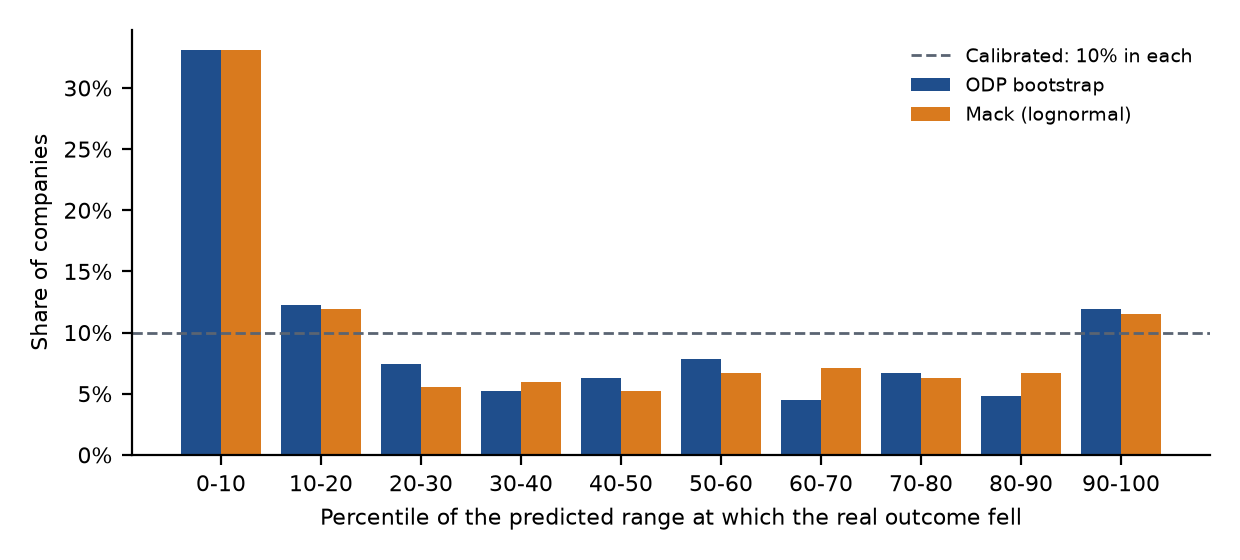 Calibrated: 10% in each
ODP bootstrap
Mack (lognormal)
Share of companies
30%
25%
20%
15%
10%
5%
0%
0-10 10-20 20-30 30-40 40-50 50-60 60-70 70-80 80-90 90-100
Percentile of the predicted range at which the real outcome fell